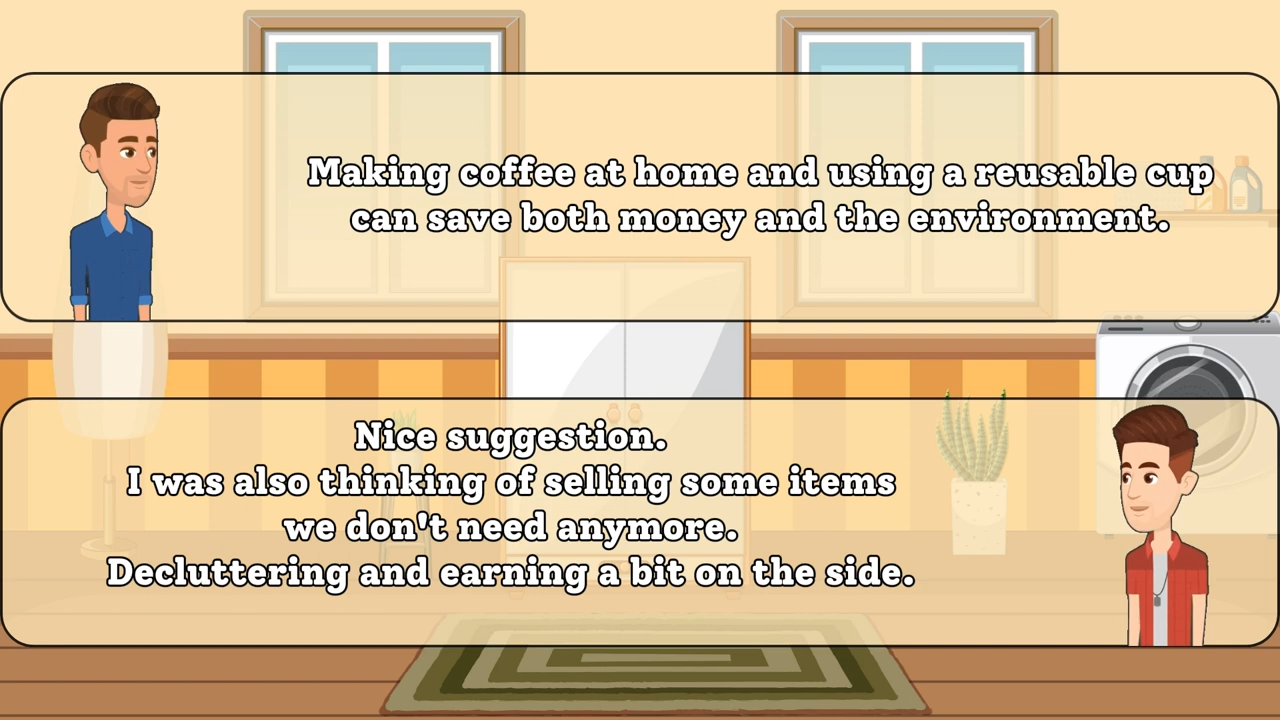 Making coffee at home and using a reusable cup
can save both money and the environment.
Nice suggestion.
I was also thinking of selling some items
we don't need anymore.
Decluttering and earning a bit on the side.